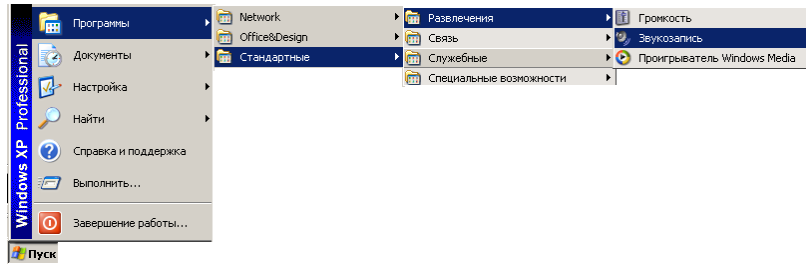 Windows XP Professional
Программы
Документы
Настройка
Найти
Справка и поддержка
Выполнить...
Завершение работы...
Пуск
Network
Office&Design
Стандартные
Развлечения
Связь
Служебные
Специальные возможности
Громкость
Звукозапись
Проигрыватель Windows Media